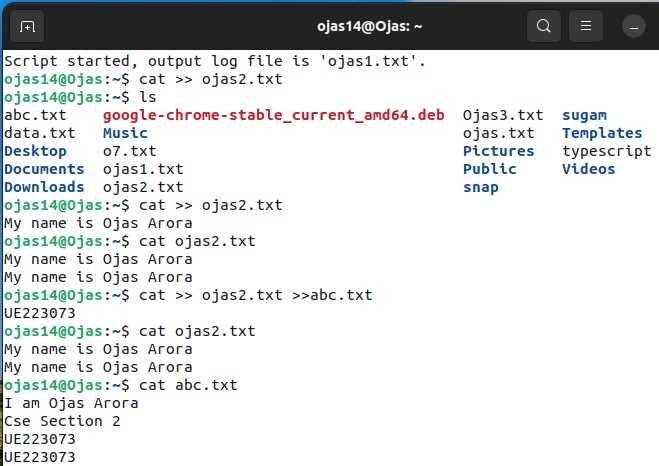 ojas14@Ojas: ~
Script started, output log file is 'ojas1.txt'.
ojas14@Ojas:~$ cat >> ojas2.txt
ojas14@Ojas:~$ ls
abc.txt    google-chrome-stable_current_amd64.deb  Ojas3.txt  sugam
data.txt   Music                                   ojas.txt   Templates
Desktop    o7.txt                                  Pictures   typescript
Documents  ojas1.txt                               Public     Videos
Downloads  ojas2.txt                               snap
ojas14@Ojas:~$ cat >> ojas2.txt
My name is Ojas Arora
ojas14@Ojas:~$ cat ojas2.txt
My name is Ojas Arora
My name is Ojas Arora
ojas14@Ojas:~$ cat >> ojas2.txt >>abc.txt
UE223073
ojas14@Ojas:~$ cat ojas2.txt
My name is Ojas Arora
My name is Ojas Arora
ojas14@Ojas:~$ cat abc.txt
I am Ojas Arora
Cse Section 2
UE223073
UE223073